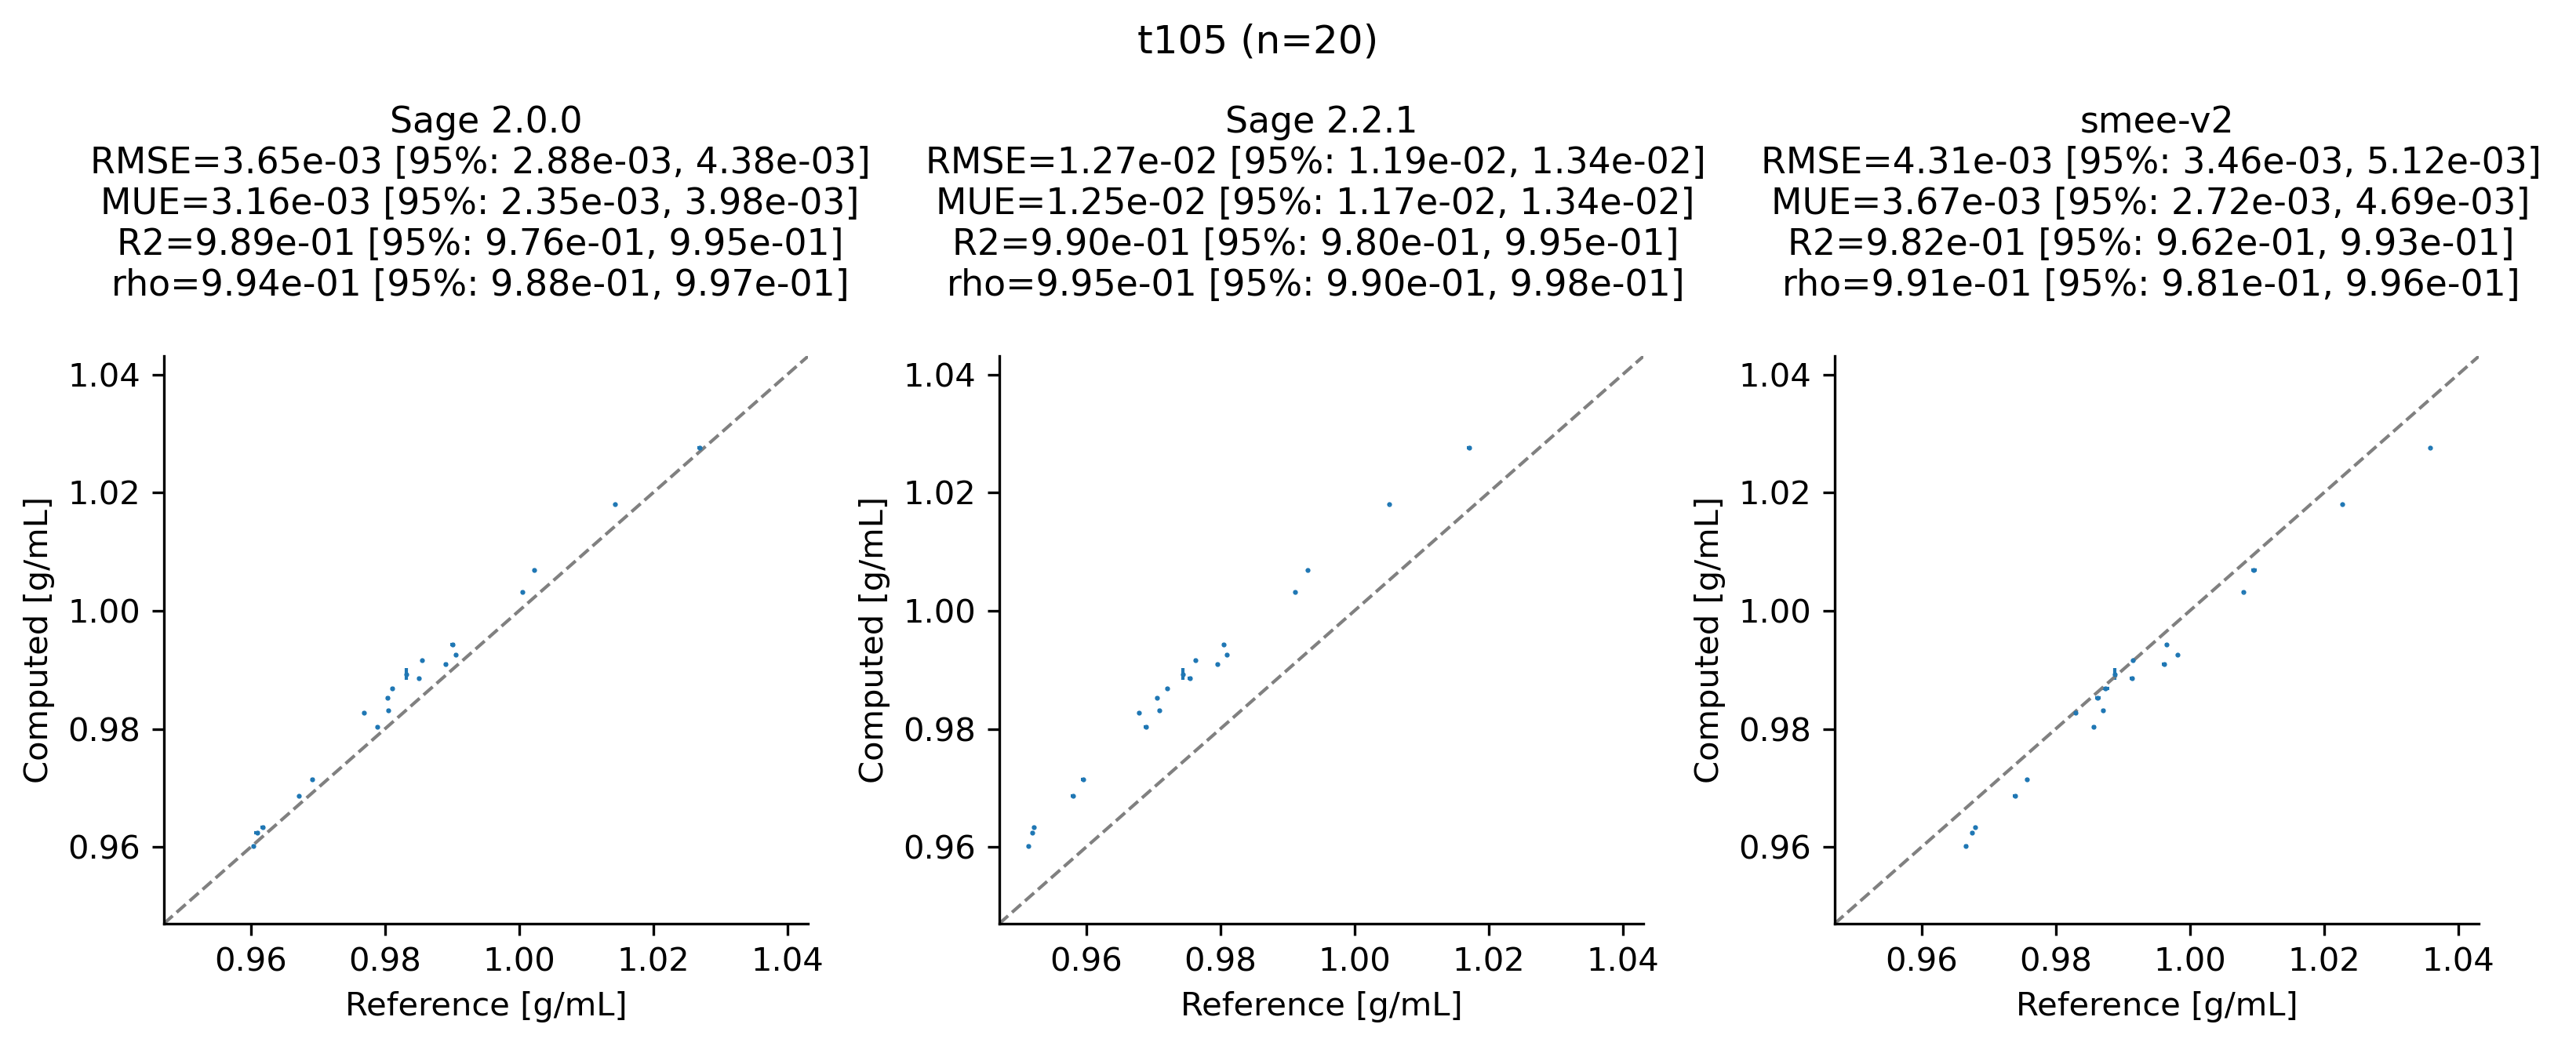 t105 (n=20)
Sage 2.0.0
RMSE=3.65e-03 [95%: 2.88e-03, 4.38e-03]
MUE=3.16e-03 [95%: 2.35e-03, 3.98e-03]
R2=9.89e-01 [95%: 9.76e-01, 9.95e-01]
rho=9.94e-01 [95%: 9.88e-01, 9.97e-01]
1.04
1.02
1.00
0.98
0.96
Computed [g/mL]
0.96 0.98 1.00 1.02 1.04
Reference [g/mL]
Sage 2.2.1
RMSE=1.27e-02 [95%: 1.19e-02, 1.34e-02]
MUE=1.25e-02 [95%: 1.17e-02, 1.34e-02]
R2=9.90e-01 [95%: 9.80e-01, 9.95e-01]
rho=9.95e-01 [95%: 9.90e-01, 9.98e-01]
1.04
1.02
1.00
0.98
0.96
Computed [g/mL]
0.96 0.98 1.00 1.02 1.04
Reference [g/mL]
smee-v2
RMSE=4.31e-03 [95%: 3.46e-03, 5.12e-03]
MUE=3.67e-03 [95%: 2.72e-03, 4.69e-03]
R2=9.82e-01 [95%: 9.62e-01, 9.93e-01]
rho=9.91e-01 [95%: 9.81e-01, 9.96e-01]
1.04
1.02
1.00
0.98
0.96
Computed [g/mL]
0.96 0.98 1.00 1.02 1.04
Reference [g/mL]